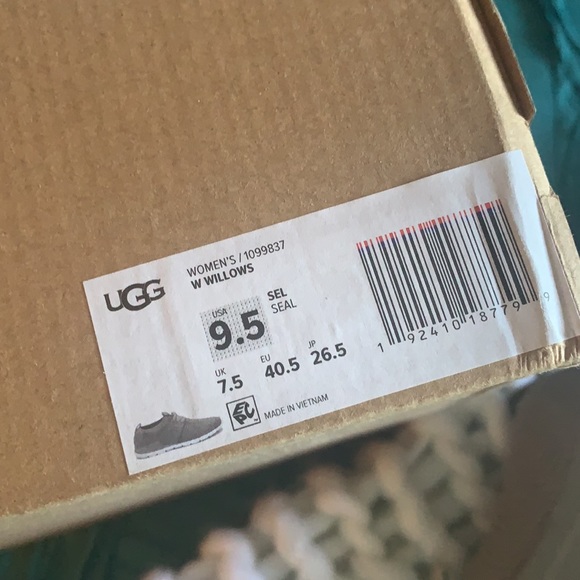 UGG
WOMEN'S / 1099837
W WILLOWS
USA
9.5
SEL
SEAL
UK
7.5
EU
40.5
JP
26.5
MADE IN VIETNAM
1 92410 18779 9